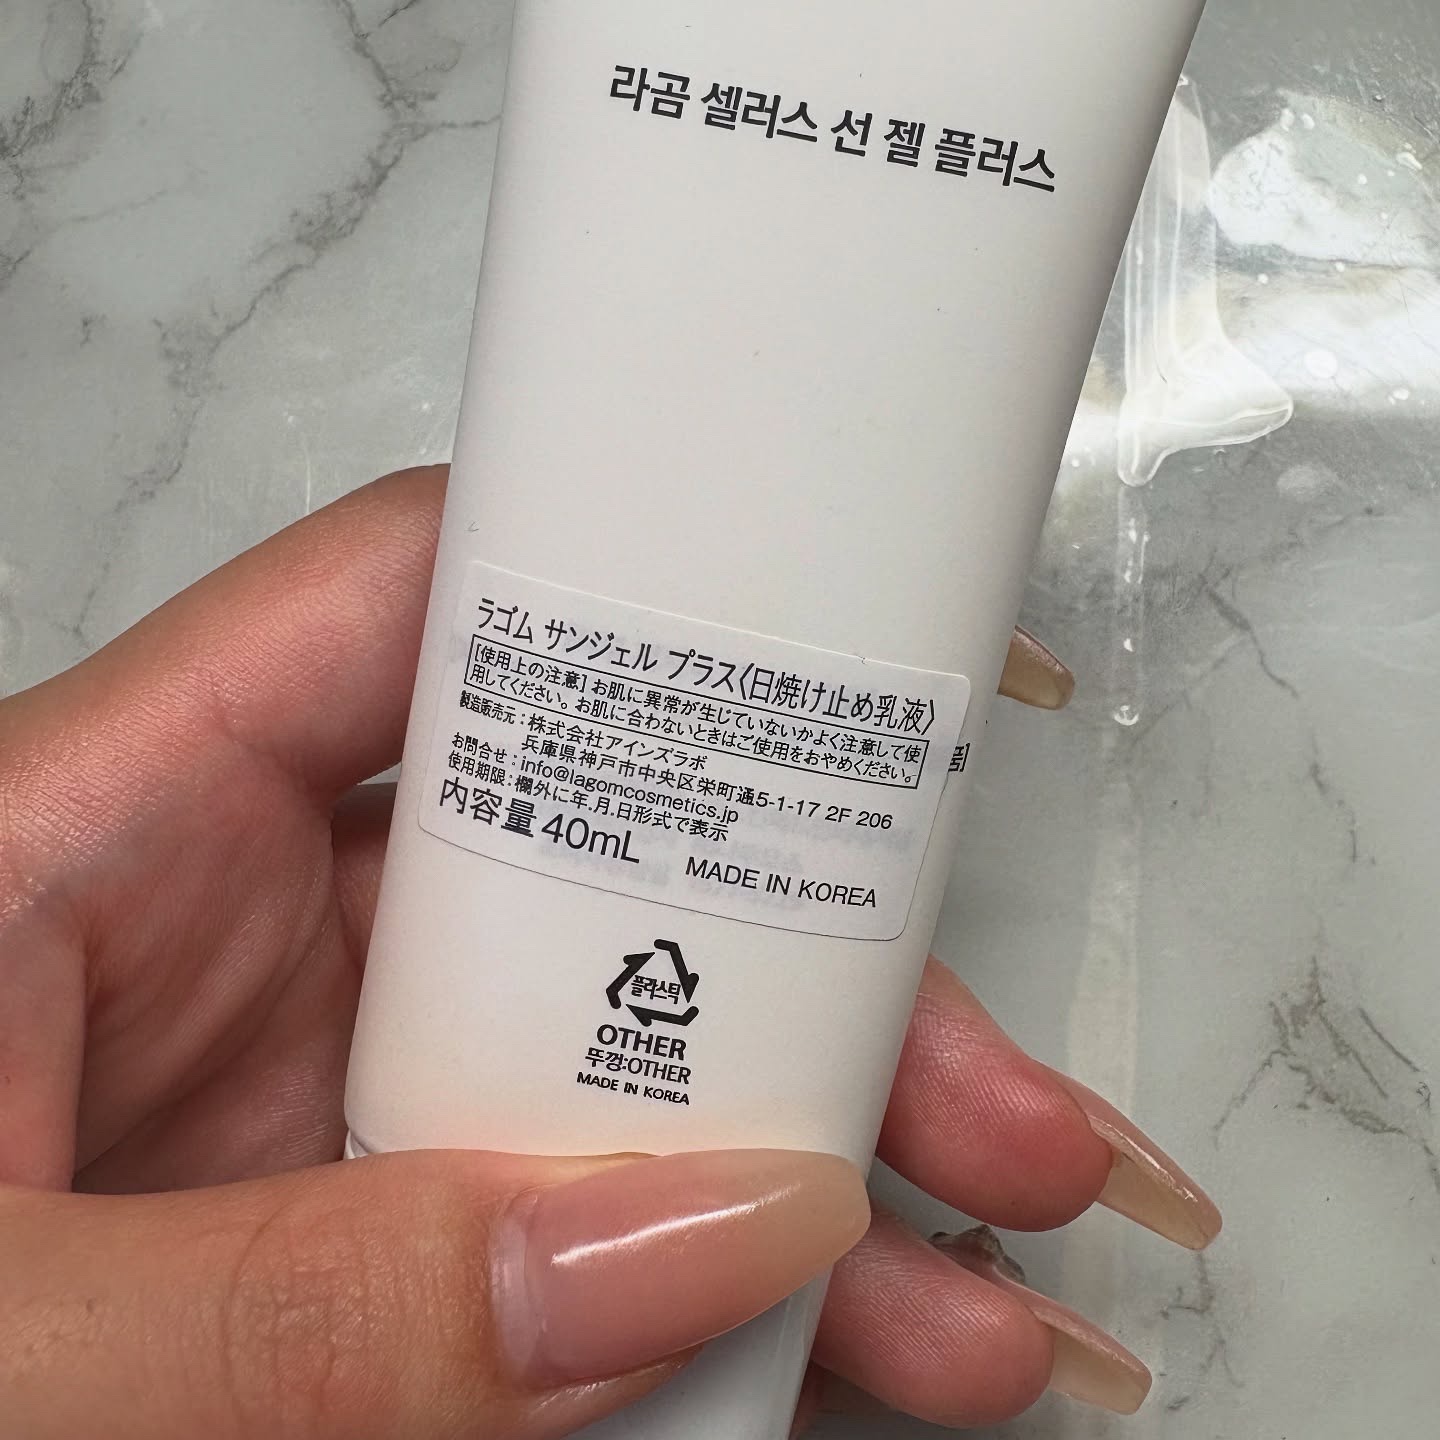 라곰 셀러스 선 젤 플러스
ラゴム サンジェル プラス〈日焼け止め乳液〉
[使用上の注意] お肌に異常が生じていないかよく注意して使
用してください。お肌に合わないときはご使用をおやめください。
製造販売元：株式会社アインズラボ
兵庫県神戸市中央区栄町通5-1-17 2F 206
お問合せ：info@lagomcosmetics.jp
使用期限：欄外に年.月.日形式で表示
内容量 40mL MADE IN KOREA
플라스틱
OTHER
뚜껑:OTHER
MADE IN KOREA